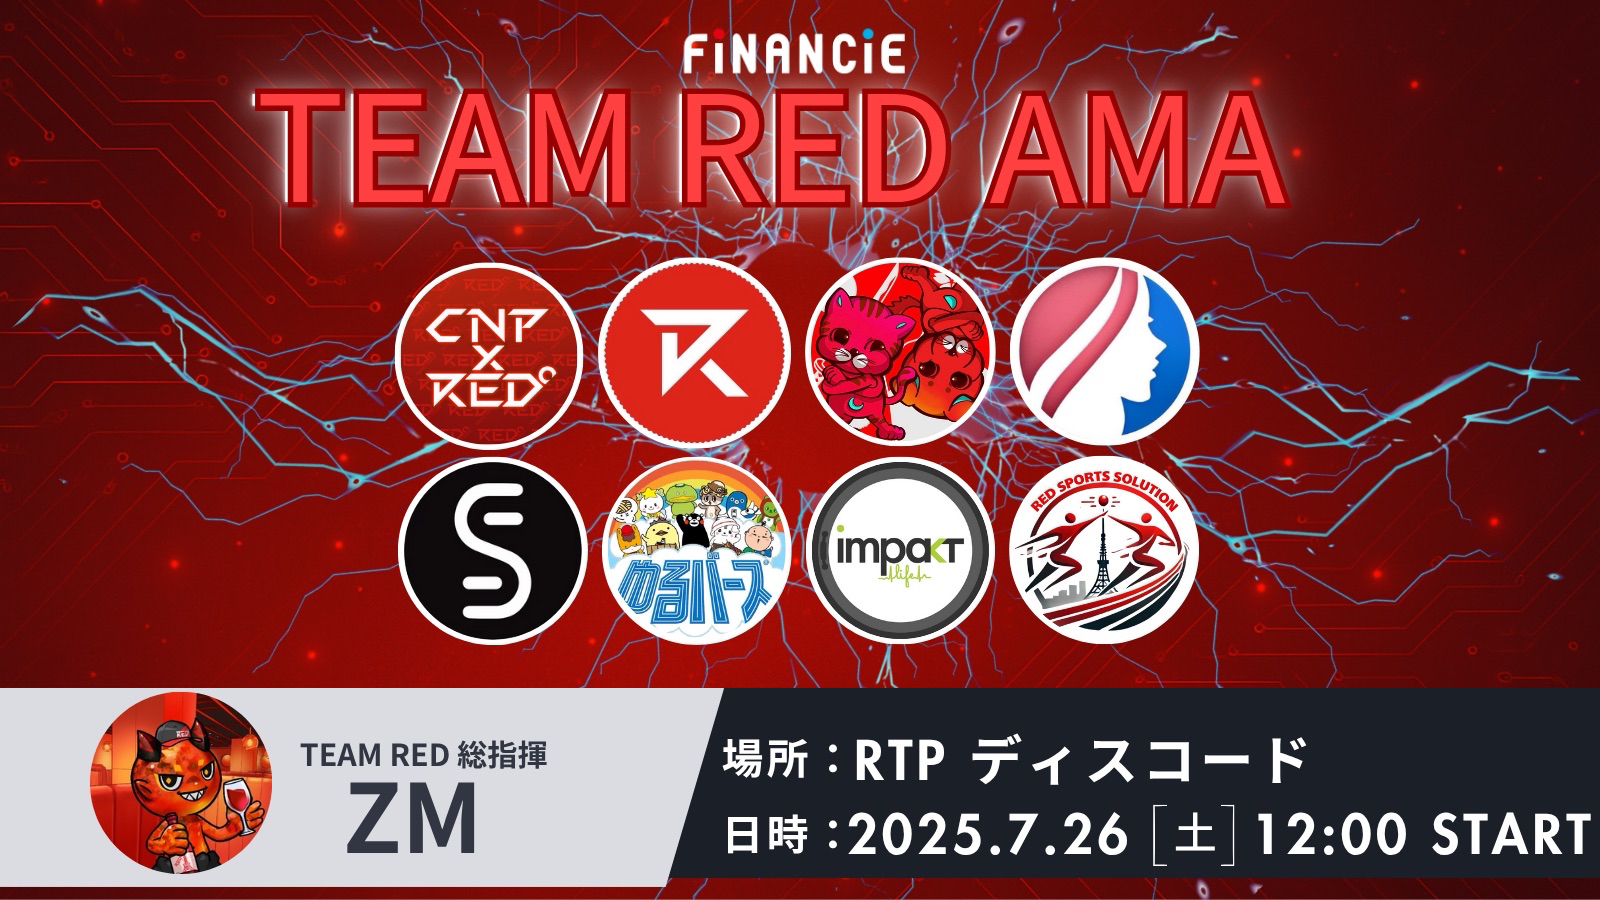 FiNANCiE
TEAM RED AMA
CNP
X
RED
R
S
ゆるバース
impaKT
4life
RED SPORTS SOLUTION
TEAM RED 総指揮
ZM
場所：RTP ディスコード
日時：2025.7.26［土］12:00 START